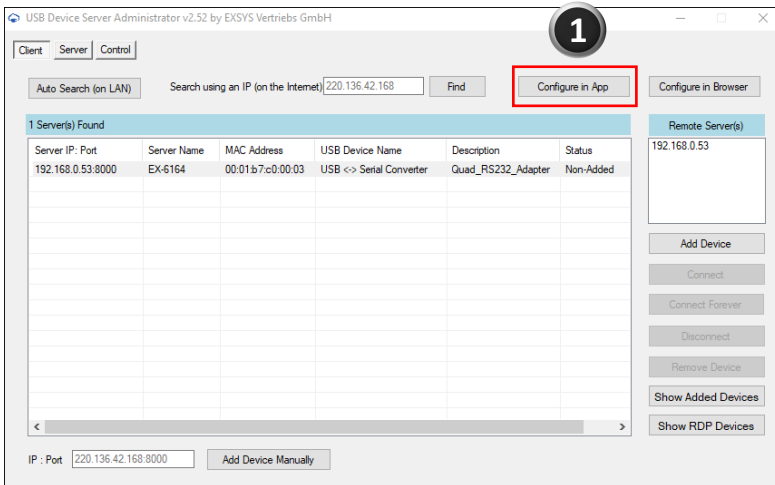 USB Device Server Administrator v2.52 by EXSYS Vertriebs GmbH
1
Client Server Control
Auto Search (on LAN) Search using an IP (on the Internet) 220.136.42.168 Find Configure in App Configure in Browser
1 Server(s) Found Remote Server(s)
Server IP: Port Server Name MAC Address USB Device Name Description Status 192.168.0.53
192.168.0.53:8000 EX-6164 00:01:b7:c0:00:03 USB <-> Serial Converter Quad_RS232_Adapter Non-Added
Add Device
Connect
Connect Forever
Disconnect
Remove Device
Show Added Devices
Show RDP Devices
IP : Port 220.136.42.168:8000 Add Device Manually